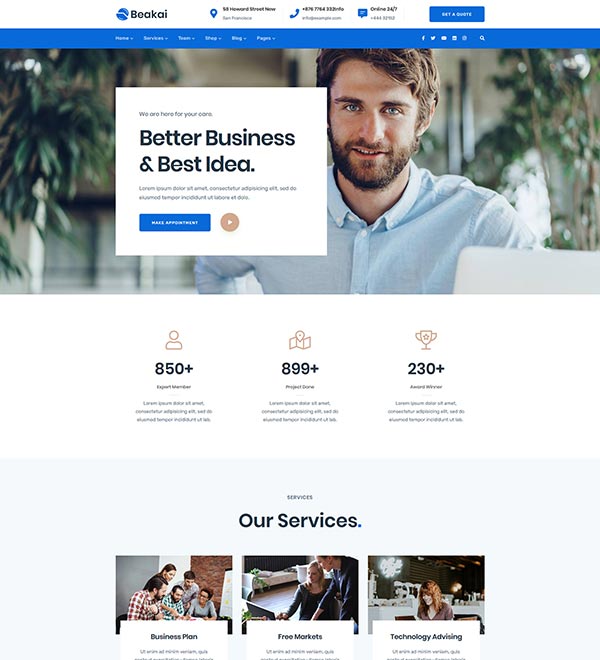 Beakai
58 Howard Street New
San Francisco
+876 7764 332Info
info@example.com
Online 24/7
+444 32152
GET A QUOTE
Home
Services
Team
Shop
Blog
Pages
We are here for your care.
Better Business
& Best Idea.
Lorem ipsum dolor sit amet, consectetur adipisicing elit, sed do
eiusmod tempor incididunt ut labore et dolo.
MAKE APPOINTMENT
850+
Expert Member
Lorem ipsum dolor sit amet,
consectetur adipisicing elit, sed do
eiusmod tempor incididunt ut lab.
899+
Project Done
Lorem ipsum dolor sit amet,
consectetur adipisicing elit, sed do
eiusmod tempor incididunt ut lab.
230+
Award Winner
Lorem ipsum dolor sit amet,
consectetur adipisicing elit, sed do
eiusmod tempor incididunt ut lab.
SERVICES
Our Services.
Business Plan
Ut enim ad minim veniam, quis
Free Markets
Ut enim ad minim veniam, quis
Technology Advising
Ut enim ad minim veniam, quis